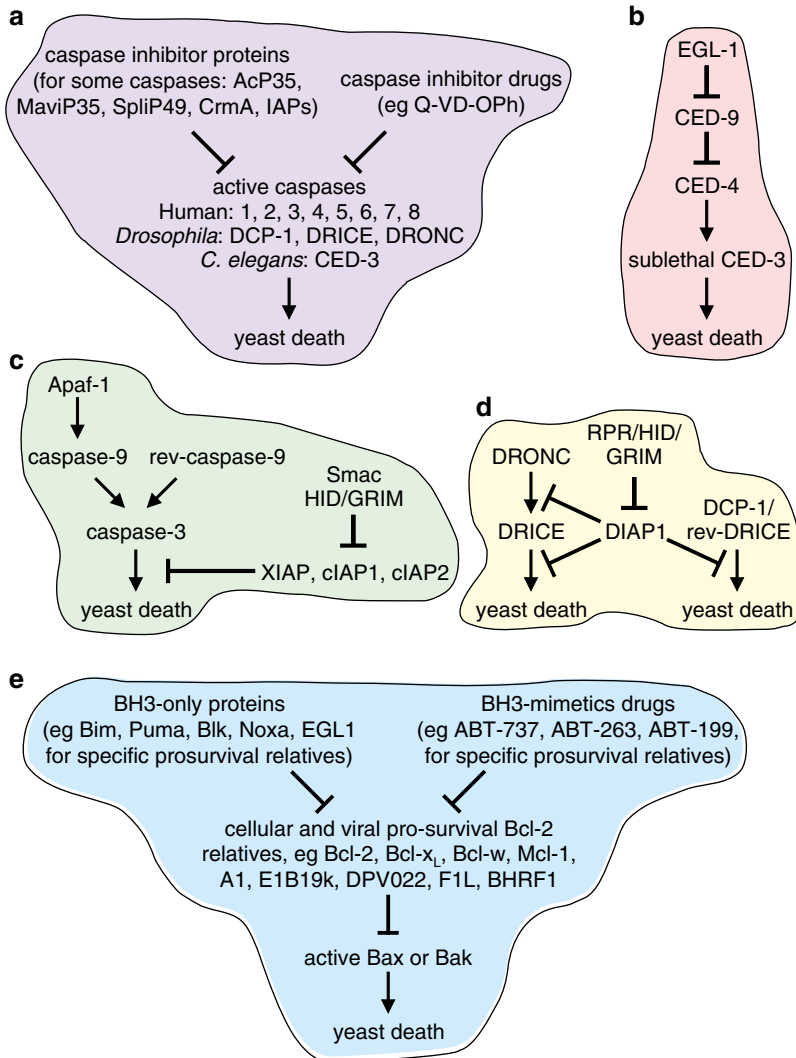 a
caspase inhibitor proteins
(for some caspases: AcP35,
MaviP35, SpliP49, CrmA, IAPs)
caspase inhibitor drugs
(eg Q-VD-OPh)
active caspases
Human: 1, 2, 3, 4, 5, 6, 7, 8
Drosophila: DCP-1, DRICE, DRONC
C. elegans: CED-3
yeast death
b
EGL-1
CED-9
CED-4
sublethal CED-3
yeast death
c
Apaf-1
caspase-9
rev-caspase-9
Smac
HID/GRIM
caspase-3
XIAP, cIAP1, cIAP2
yeast death
d
DRONC
RPR/HID/
GRIM
DCP-1/
rev-DRICE
DRICE
DIAP1
yeast death
yeast death
e
BH3-only proteins
(eg Bim, Puma, Blk, Noxa, EGL1
for specific prosurvival relatives)
BH3-mimetics drugs
(eg ABT-737, ABT-263, ABT-199,
for specific prosurvival relatives)
cellular and viral pro-survival Bcl-2
relatives, eg Bcl-2, Bcl-xL, Bcl-w, Mcl-1,
A1, E1B19k, DPV022, F1L, BHRF1
active Bax or Bak
yeast death